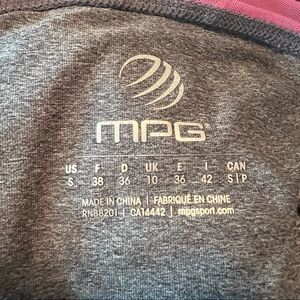 MPG®
US F D UK E I CAN
S 38 36 10 36 42 S|P
MADE IN CHINA | FABRIQUÉ EN CHINE
RN88201-I | CA14442 | mpgsport.com